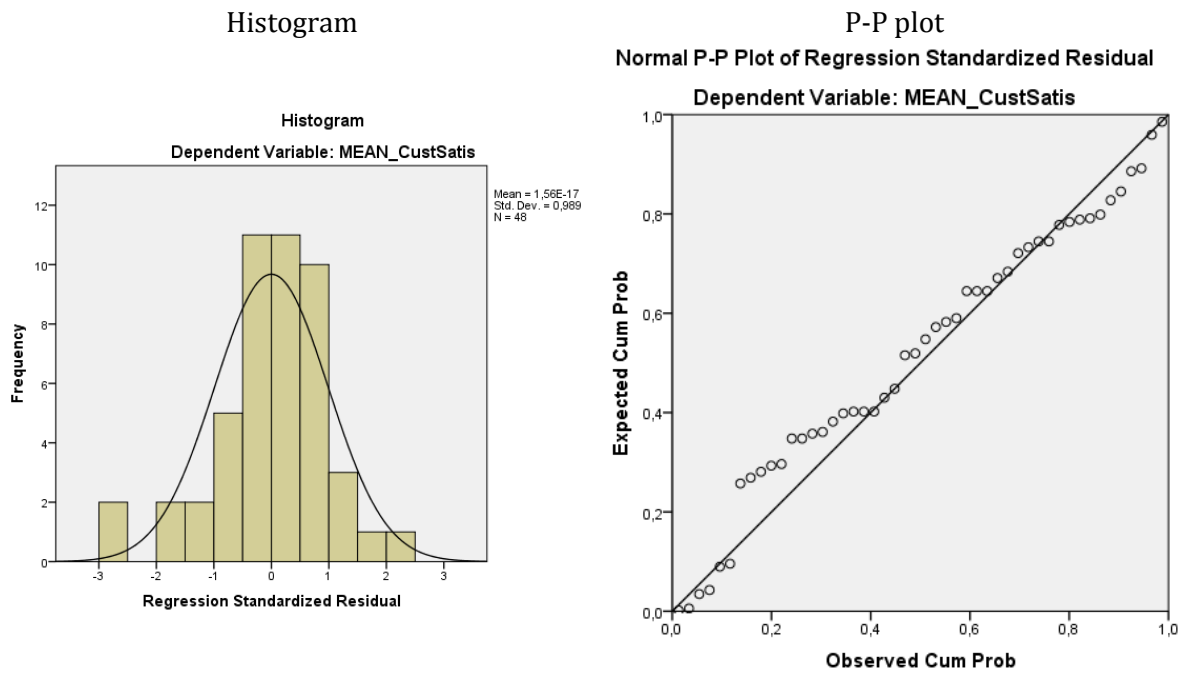 Histogram
P-P plot
Histogram
Dependent Variable: MEAN_CustSatis
Mean = 1,56E-17
Std. Dev. = 0,989
N = 48
12
10
8
6
4
2
0
Frequency
-3 -2 -1 0 1 2 3
Regression Standardized Residual
Normal P-P Plot of Regression Standardized Residual
Dependent Variable: MEAN_CustSatis
1,0
0,8
0,6
0,4
0,2
0,0
Expected Cum Prob
0,0 0,2 0,4 0,6 0,8 1,0
Observed Cum Prob